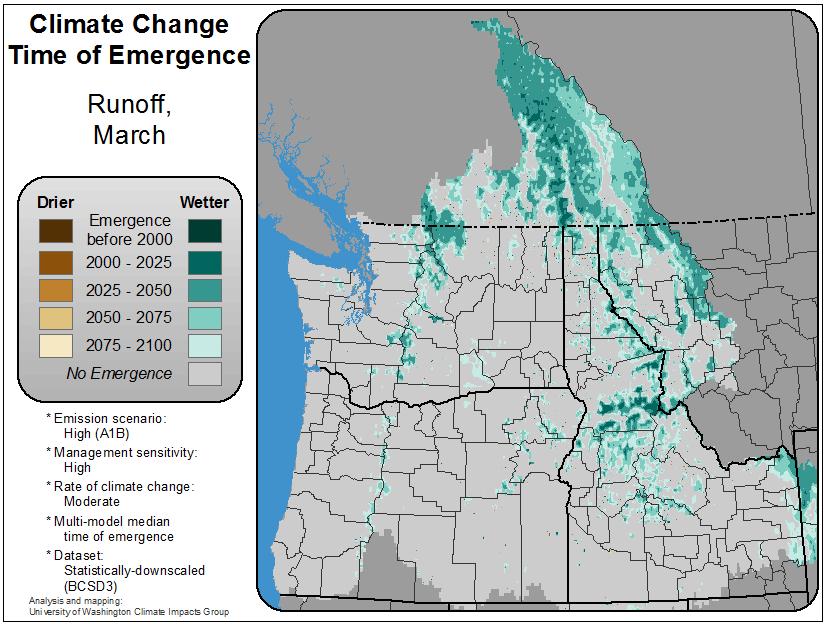 Climate Change
Time of Emergence
Runoff,
March
Drier
Wetter
Emergence
before 2000
2000 - 2025
2025 - 2050
2050 - 2075
2075 - 2100
No Emergence
* Emission scenario:
High (A1B)
* Management sensitivity:
High
* Rate of climate change:
Moderate
* Multi-model median
time of emergence
* Dataset:
Statistically-downscaled
(BCSD3)
Analysis and mapping:
University of Washington Climate Impacts Group